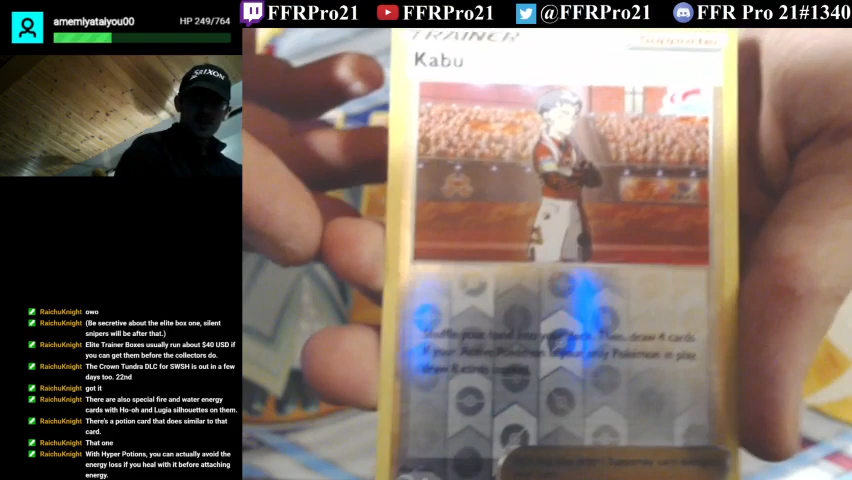 amemlyatalyou00
HP 249/764
FFRPro21
FFRPro21
@FFRPro21
FFR Pro 21#1340
SRIXON
TRAINER
Supporter
Kabu
draw 4 cards
RaichuKnight owo
RaichuKnight (Be secretive about the elite box one, silent
snipers will be after that.)
RaichuKnight Elite Trainer Boxes usually run about $40 USD if
you can get them before the collectors do.
RaichuKnight The Crown Tundra DLC for SWSH is out in a few
days too. 22nd
RaichuKnight got it
RaichuKnight There are also special fire and water energy
cards with Ho-oh and Lugia silhouettes on them.
RaichuKnight There's a potion card that does similar to that
card.
RaichuKnight That one
RaichuKnight With Hyper Potions, you can actually avoid the
energy loss if you heal with it before attaching
energy.